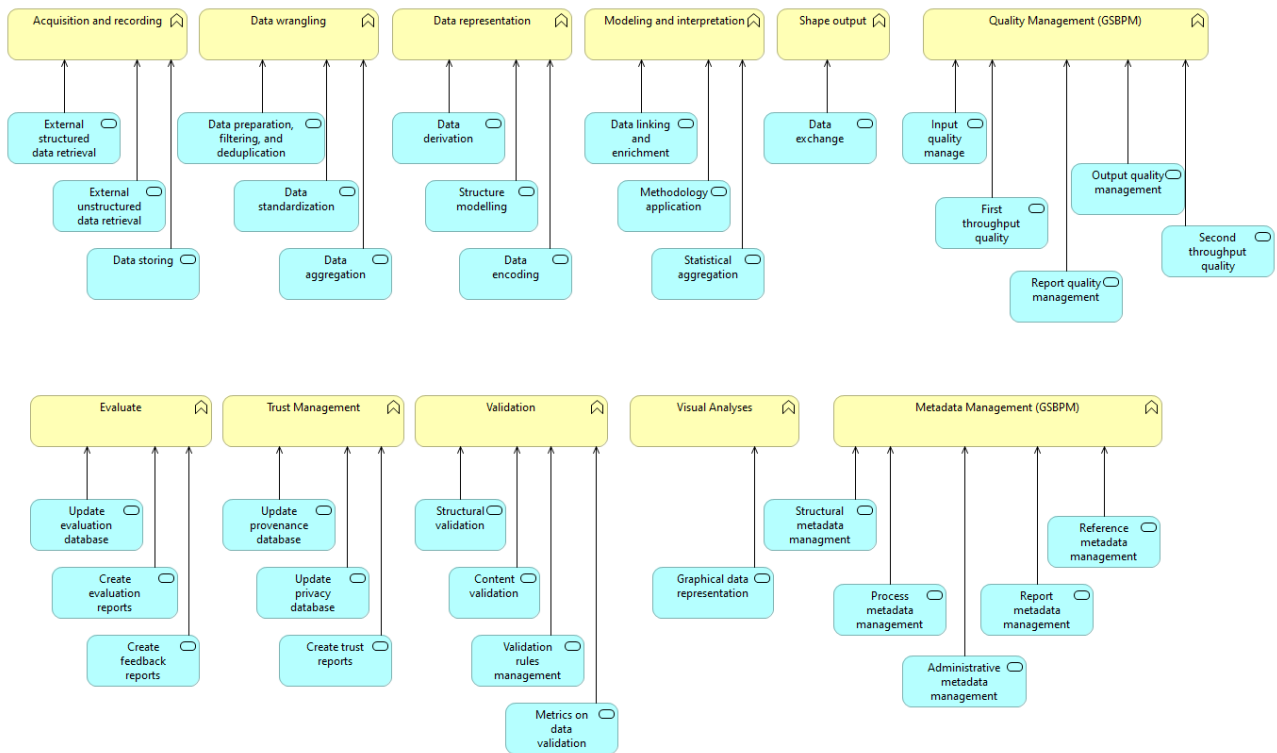 Acquisition and recording
Data wrangling
Data representation
Modeling and interpretation
Shape output
Quality Management (GSBPM)
External
structured
data retrieval
Data preparation,
filtering, and
deduplication
Data
derivation
Data linking
and
enrichment
Data
exchange
Input
quality
manage
Output quality
management
External
unstructured
data retrieval
Data
standardization
Structure
modelling
Methodology
application
First
throughput
quality
Second
throughput
quality
Data storing
Data
aggregation
Data
encoding
Statistical
aggregation
Report quality
management
Evaluate
Trust Management
Validation
Visual Analyses
Metadata Management (GSBPM)
Update
evaluation
database
Update
provenance
database
Structural
validation
Structural
metadata
managment
Reference
metadata
management
Create
evaluation
reports
Update
privacy
database
Content
validation
Graphical data
representation
Process
metadata
management
Report
metadata
management
Create
feedback
reports
Create trust
reports
Validation
rules
management
Administrative
metadata
management
Metrics on
data
validation